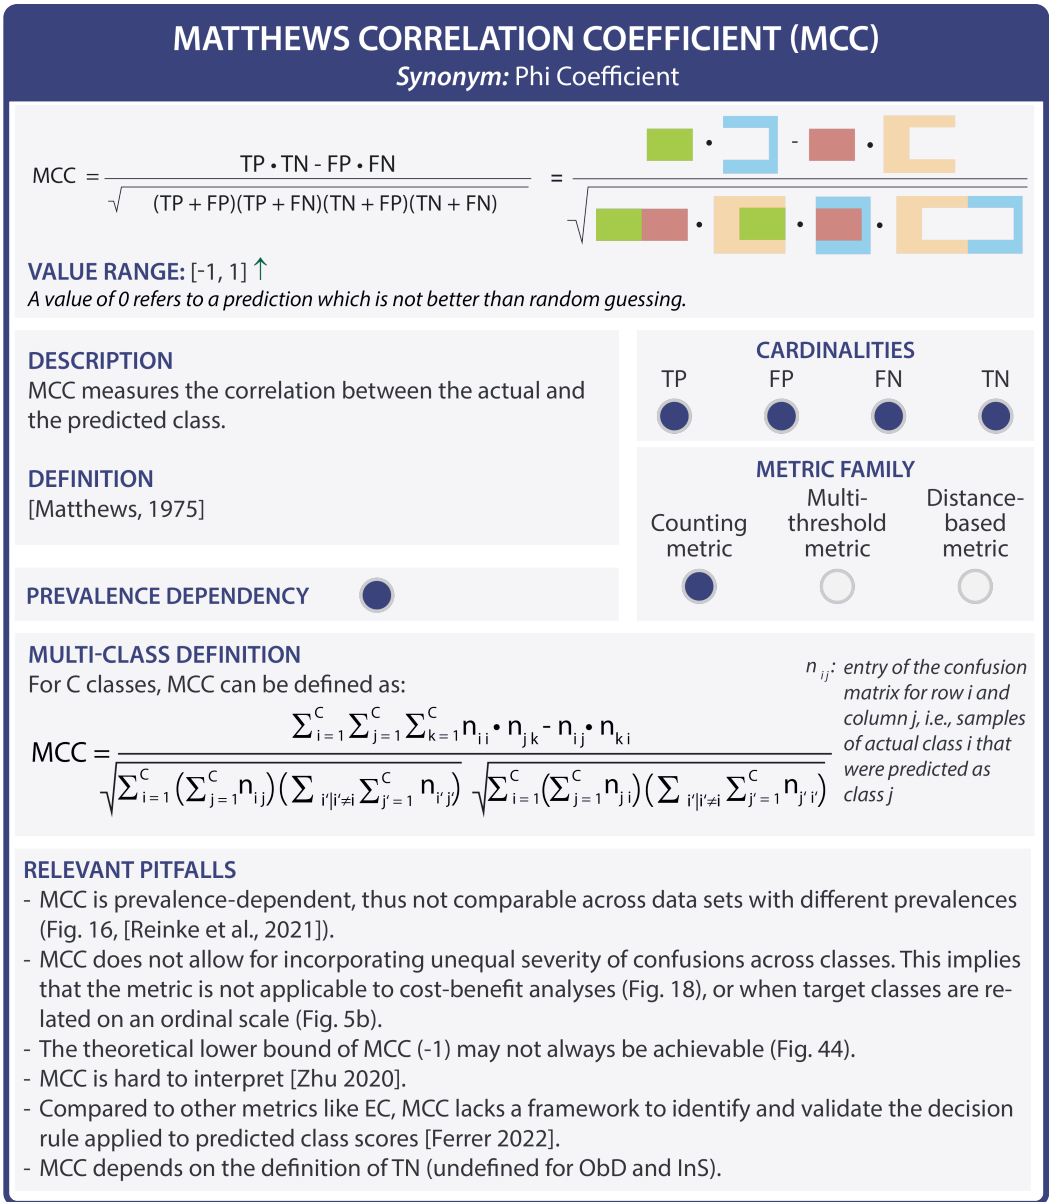 MATTHEWS CORRELATION COEFFICIENT (MCC)
Synonym: Phi Coefficient
MCC = TP • TN - FP • FN / √ (TP + FP)(TP + FN)(TN + FP)(TN + FN) = • - • / √ • • •
VALUE RANGE: [-1, 1] ↑
A value of 0 refers to a prediction which is not better than random guessing.
DESCRIPTION
MCC measures the correlation between the actual and
the predicted class.
DEFINITION
[Matthews, 1975]
PREVALENCE DEPENDENCY
CARDINALITIES
TP FP FN TN
METRIC FAMILY
Counting
metric
Multi-
threshold
metric
Distance-
based
metric
MULTI-CLASS DEFINITION
For C classes, MCC can be defined as:
MCC = Σ^C_{i = 1} Σ^C_{j = 1} Σ^C_{k = 1} n_{i i} • n_{j k} - n_{i j} • n_{k i} / √ Σ^C_{i = 1} (Σ^C_{j = 1} n_{i j}) (Σ_{i'|i'≠i} Σ^C_{j' = 1} n_{i' j'}) √ Σ^C_{i = 1} (Σ^C_{j = 1} n_{j i}) (Σ_{i'|i'≠i} Σ^C_{j' = 1} n_{j' i'})
n_{i j}: entry of the confusion
matrix for row i and
column j, i.e., samples
of actual class i that
were predicted as
class j
RELEVANT PITFALLS
- MCC is prevalence-dependent, thus not comparable across data sets with different prevalences
(Fig. 16, [Reinke et al., 2021]).
- MCC does not allow for incorporating unequal severity of confusions across classes. This implies
that the metric is not applicable to cost-benefit analyses (Fig. 18), or when target classes are re-
lated on an ordinal scale (Fig. 5b).
- The theoretical lower bound of MCC (-1) may not always be achievable (Fig. 44).
- MCC is hard to interpret [Zhu 2020].
- Compared to other metrics like EC, MCC lacks a framework to identify and validate the decision
rule applied to predicted class scores [Ferrer 2022].
- MCC depends on the definition of TN (undefined for ObD and InS).